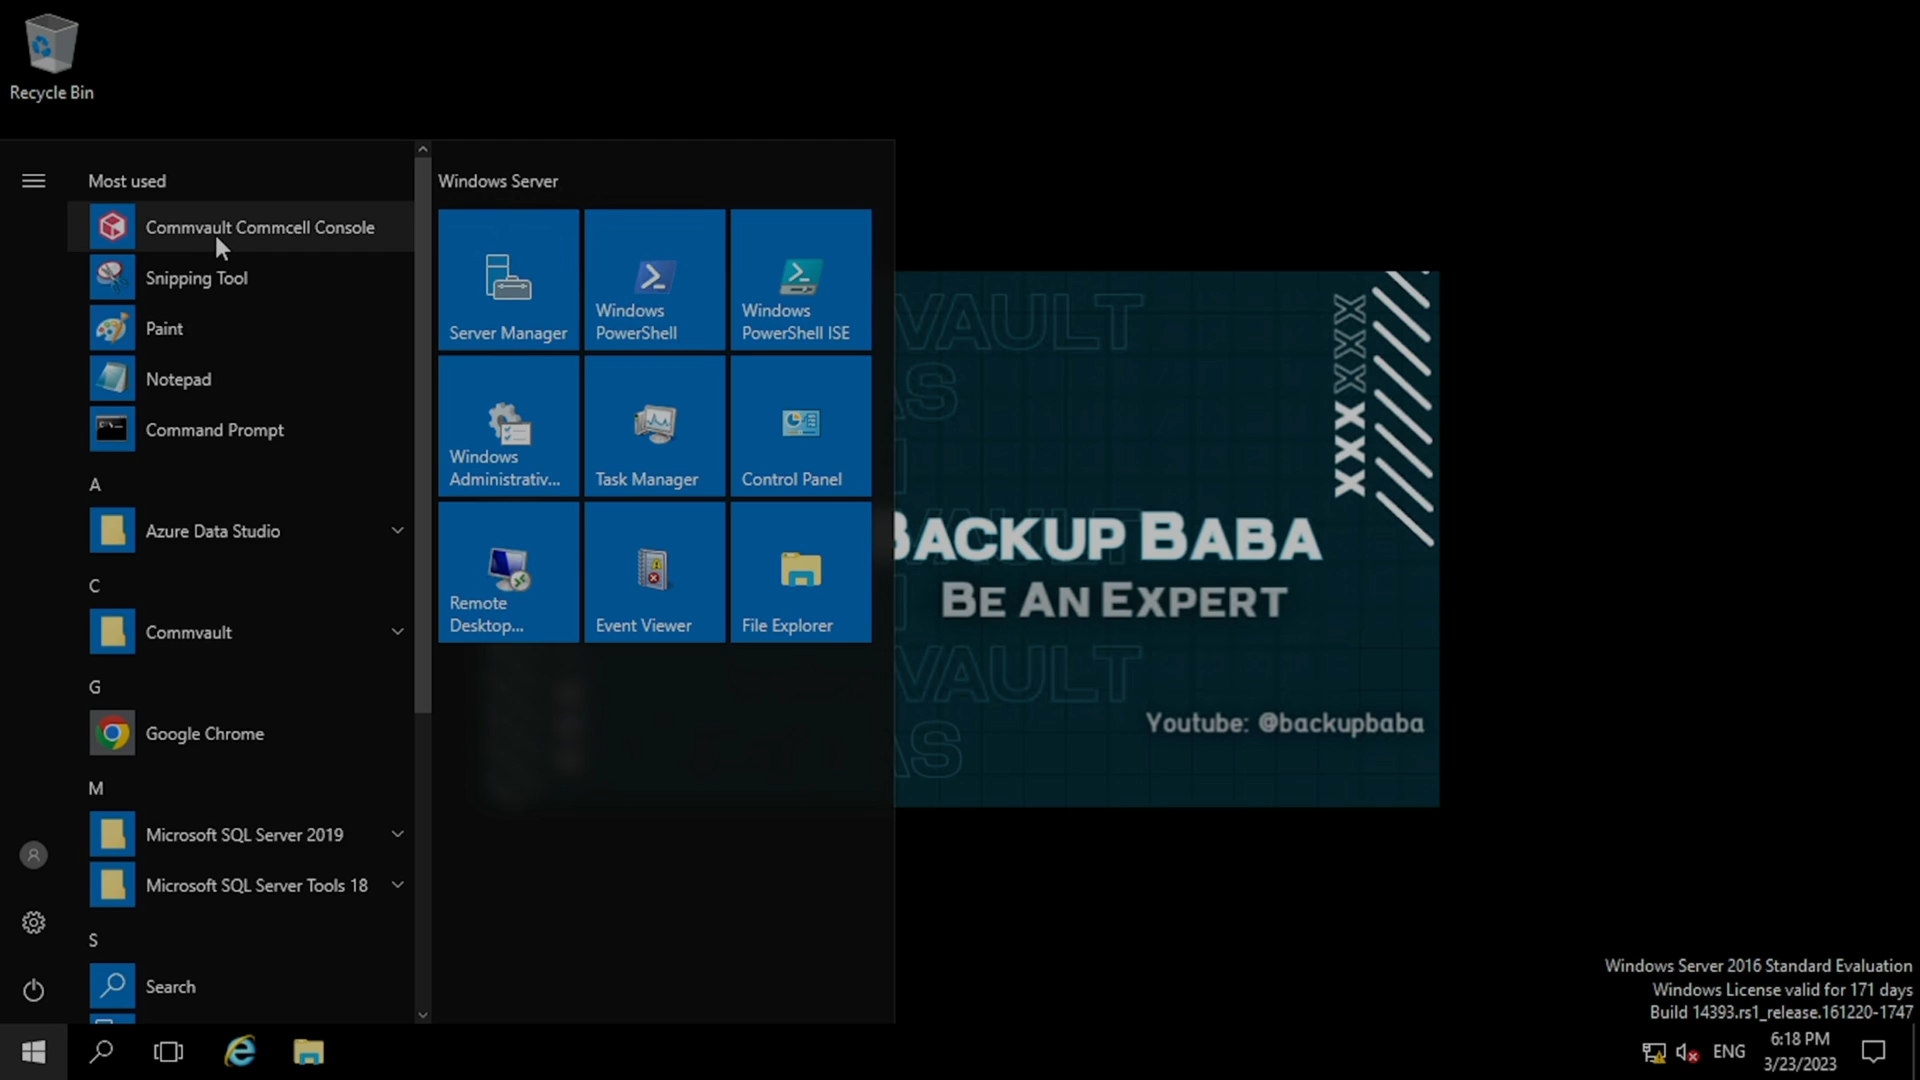 Recycle Bin
Most used
Commvault Commcell Console
Snipping Tool
Paint
Notepad
Command Prompt
A
Azure Data Studio
C
Commvault
G
Google Chrome
M
Microsoft SQL Server 2019
Microsoft SQL Server Tools 18
S
Search
Windows Server
Server Manager
Windows
PowerShell
Windows
PowerShell ISE
Windows
Administrativ...
Task Manager
Control Panel
Remote
Desktop...
Event Viewer
File Explorer
VAULT
AS
XXXXXX
BACKUP BABA
BE AN EXPERT
VAULT
AS
Youtube: @backupbaba
Windows Server 2016 Standard Evaluation
Windows License valid for 171 days
Build 14393.rs1_release.161220-1747
ENG
6:18 PM
3/23/2023